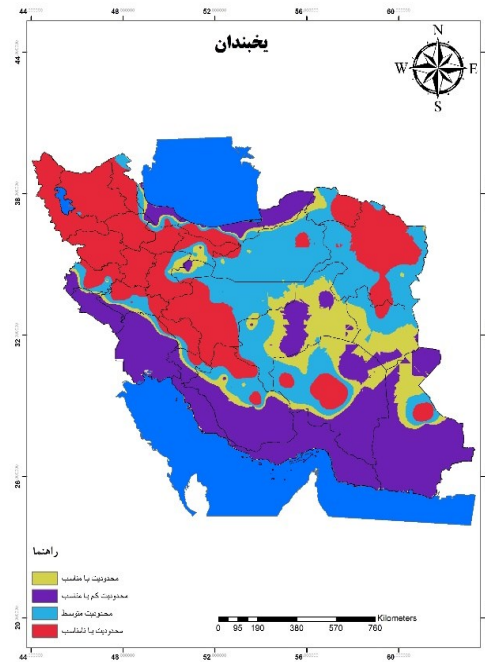 44 48 52 56 60
یخبندان
N
W E
S
44
38
32
26
20
راهنما
محدودیت یا مناسب
محدودیت کم یا مناسب
محدودیت متوسط
محدودیت یا نامناسب
Kilometers
0 95 190 380 570 760
44 48 52 56 60